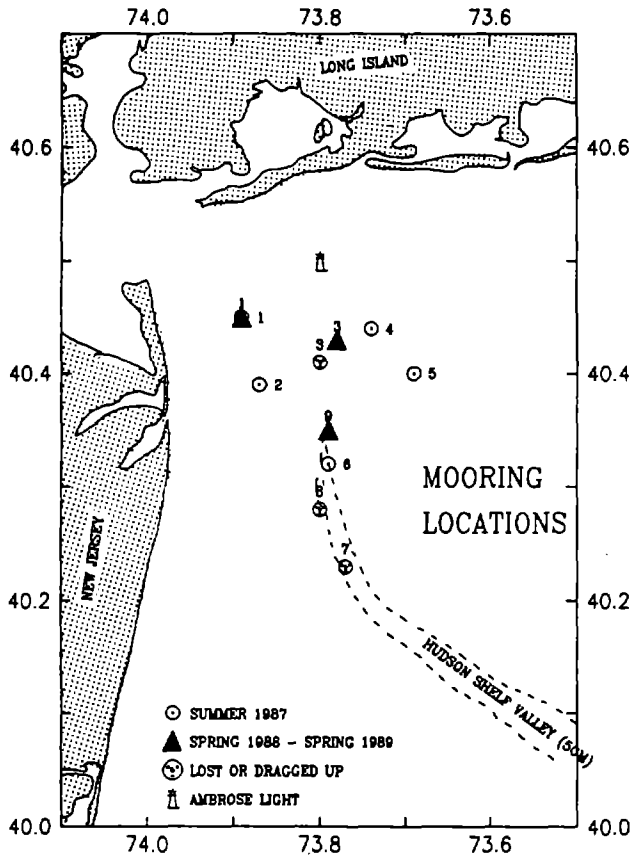 74.0 73.8 73.6
LONG ISLAND
40.6 40.6
1 1
3 4
3
40.4 5 40.4
2
9
6
MOORING
LOCATIONS
8
7
NEW JERSEY
40.2 40.2
HUDSON SHELF VALLEY (50M)
SUMMER 1987
SPRING 1988 - SPRING 1989
LOST OR DRAGGED UP
AMBROSE LIGHT
40.0 40.0
74.0 73.8 73.6